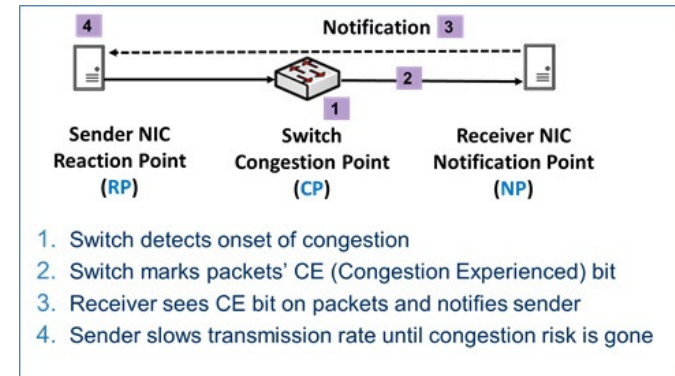 4
Notification 3
2
1
Sender NIC
Reaction Point
(RP)
Switch
Congestion Point
(CP)
Receiver NIC
Notification Point
(NP)
1. Switch detects onset of congestion
2. Switch marks packets' CE (Congestion Experienced) bit
3. Receiver sees CE bit on packets and notifies sender
4. Sender slows transmission rate until congestion risk is gone